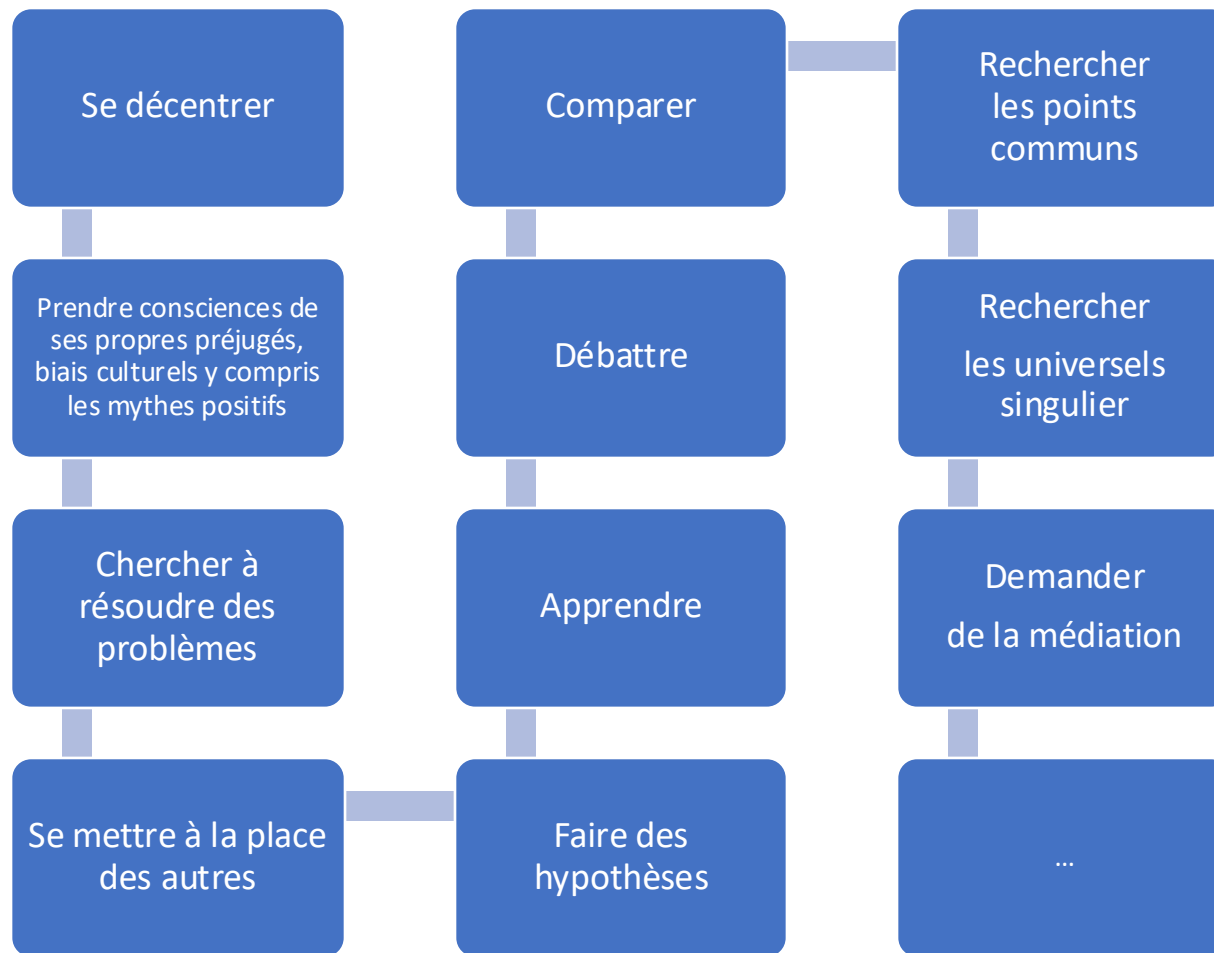 Se décentrer
Prendre consciences de
ses propres préjugés,
biais culturels y compris
les mythes positifs
Chercher à
résoudre des
problèmes
Se mettre à la place
des autres
Faire des
hypothèses
Apprendre
Débattre
Comparer
Rechercher
les points
communs
Rechercher
les universels
singulier
Demander
de la médiation
...